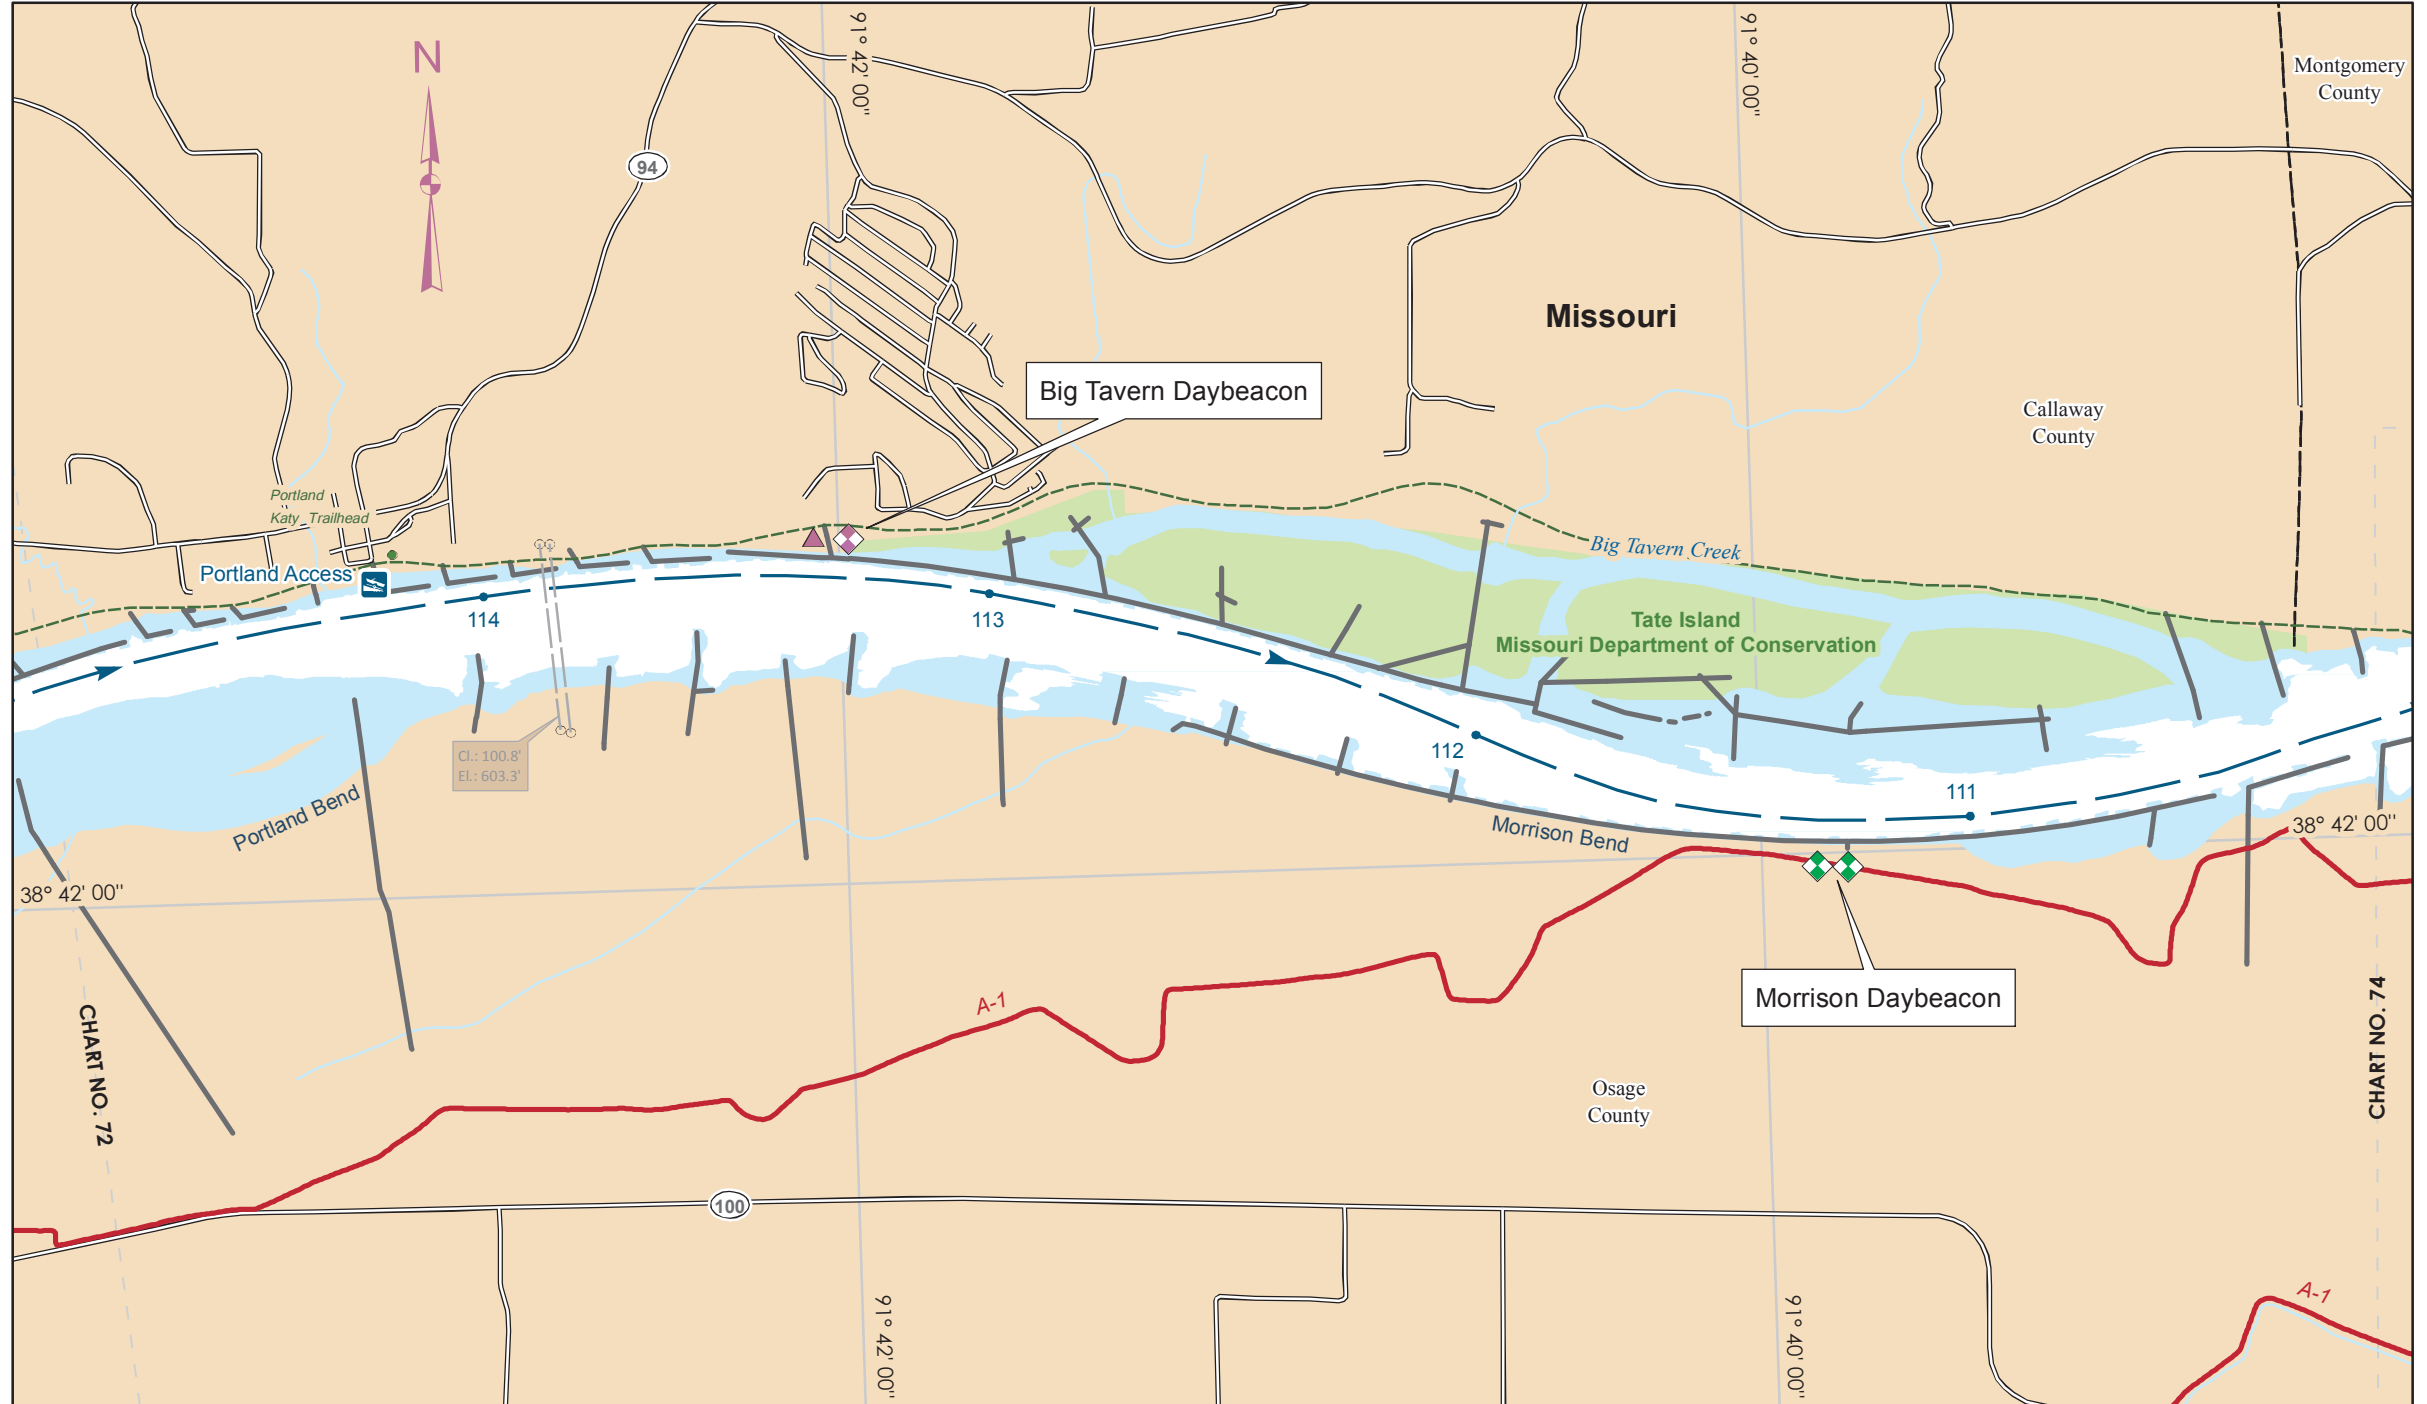 N
91° 42' 00"
91° 40' 00"
Montgomery
County
94
Missouri
Big Tavern Daybeacon
Callaway
County
Portland
Katy Trailhead
Portland Access
Big Tavern Creek
114
113
Tate Island
Missouri Department of Conservation
112
111
Cl.: 100.8'
El.: 603.3'
Portland Bend
Morrison Bend
38° 42' 00"
38° 42' 00"
A-1
Morrison Daybeacon
CHART NO. 72
CHART NO. 74
Osage
County
100
A-1
91° 42' 00"
91° 40' 00"